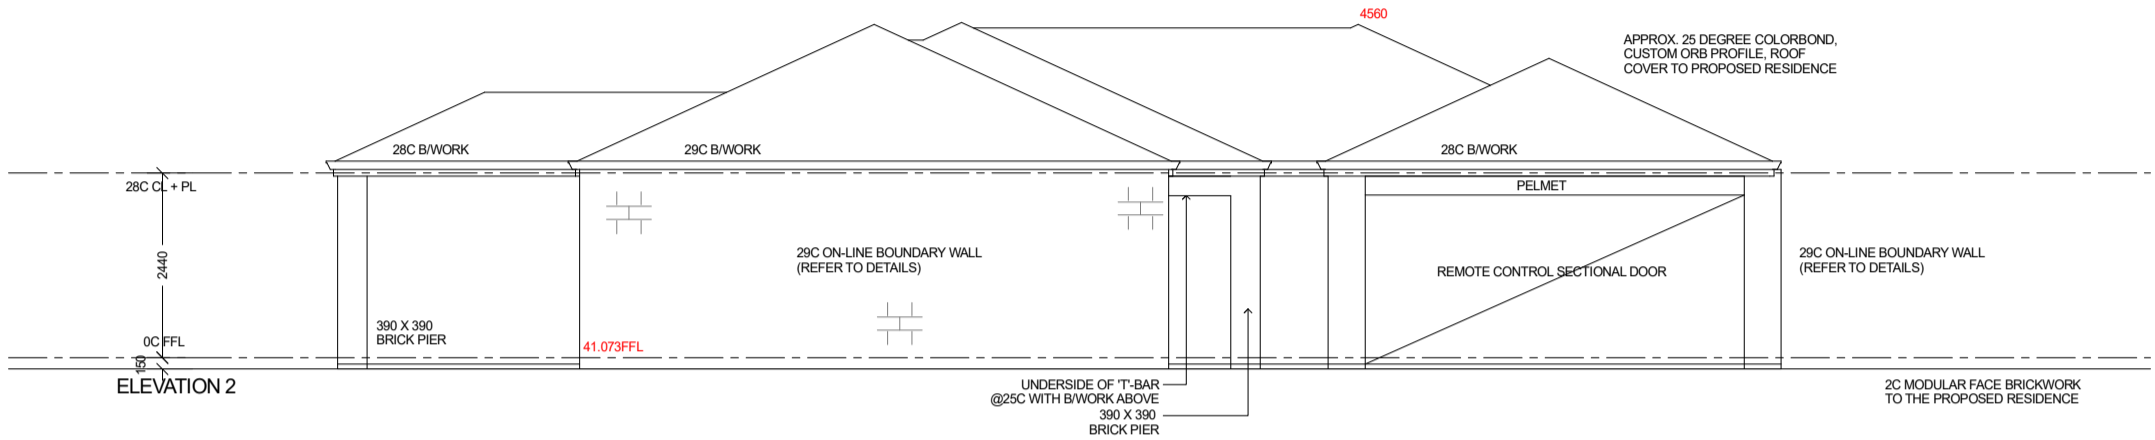 4560
APPROX. 25 DEGREE COLORBOND,
CUSTOM ORB PROFILE, ROOF
COVER TO PROPOSED RESIDENCE
28C B/WORK
29C B/WORK
28C B/WORK
28C CL + PL
PELMET
2440
29C ON-LINE BOUNDARY WALL
(REFER TO DETAILS)
REMOTE CONTROL SECTIONAL DOOR
29C ON-LINE BOUNDARY WALL
(REFER TO DETAILS)
390 X 390
BRICK PIER
0C FFL
41.073FFL
150
ELEVATION 2
UNDERSIDE OF 'T'-BAR
@25C WITH B/WORK ABOVE
390 X 390
BRICK PIER
2C MODULAR FACE BRICKWORK
TO THE PROPOSED RESIDENCE